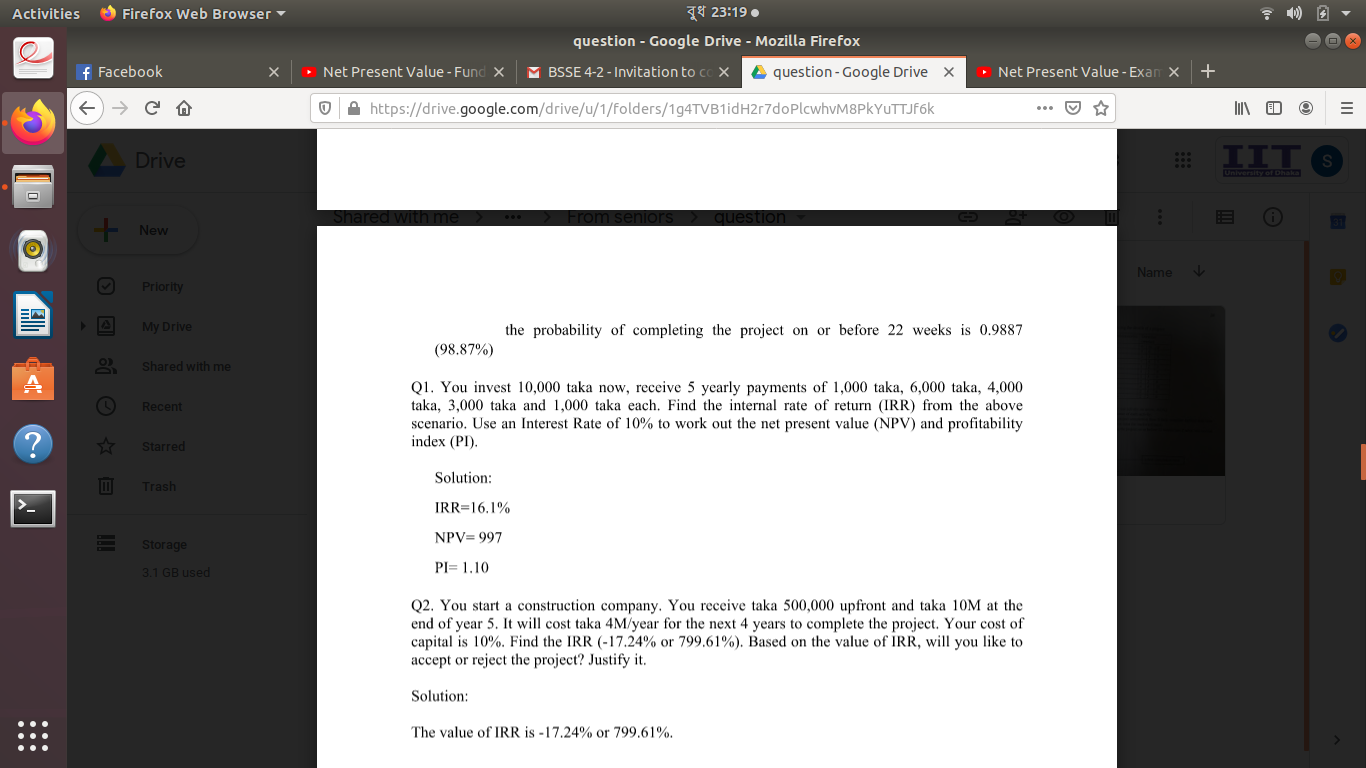 Activities Firefox Web Browser বুধ 23:19
question - Google Drive - Mozilla Firefox
Facebook Net Present Value - Fund BSSE 4-2 - Invitation to co question - Google Drive Net Present Value - Exam
https://drive.google.com/drive/u/1/folders/1g4TVB1idH2r7doPlcwhvM8PkYuTTJf6k
Drive
IIT
University of Dhaka
S
Shared with me From seniors question
New
Name
Priority
My Drive
Shared with me
Recent
Starred
Trash
Storage
3.1 GB used
the probability of completing the project on or before 22 weeks is 0.9887
(98.87%)
Q1. You invest 10,000 taka now, receive 5 yearly payments of 1,000 taka, 6,000 taka, 4,000
taka, 3,000 taka and 1,000 taka each. Find the internal rate of return (IRR) from the above
scenario. Use an Interest Rate of 10% to work out the net present value (NPV) and profitability
index (PI).
Solution:
IRR=16.1%
NPV= 997
PI= 1.10
Q2. You start a construction company. You receive taka 500,000 upfront and taka 10M at the
end of year 5. It will cost taka 4M/year for the next 4 years to complete the project. Your cost of
capital is 10%. Find the IRR (-17.24% or 799.61%). Based on the value of IRR, will you like to
accept or reject the project? Justify it.
Solution:
The value of IRR is -17.24% or 799.61%.